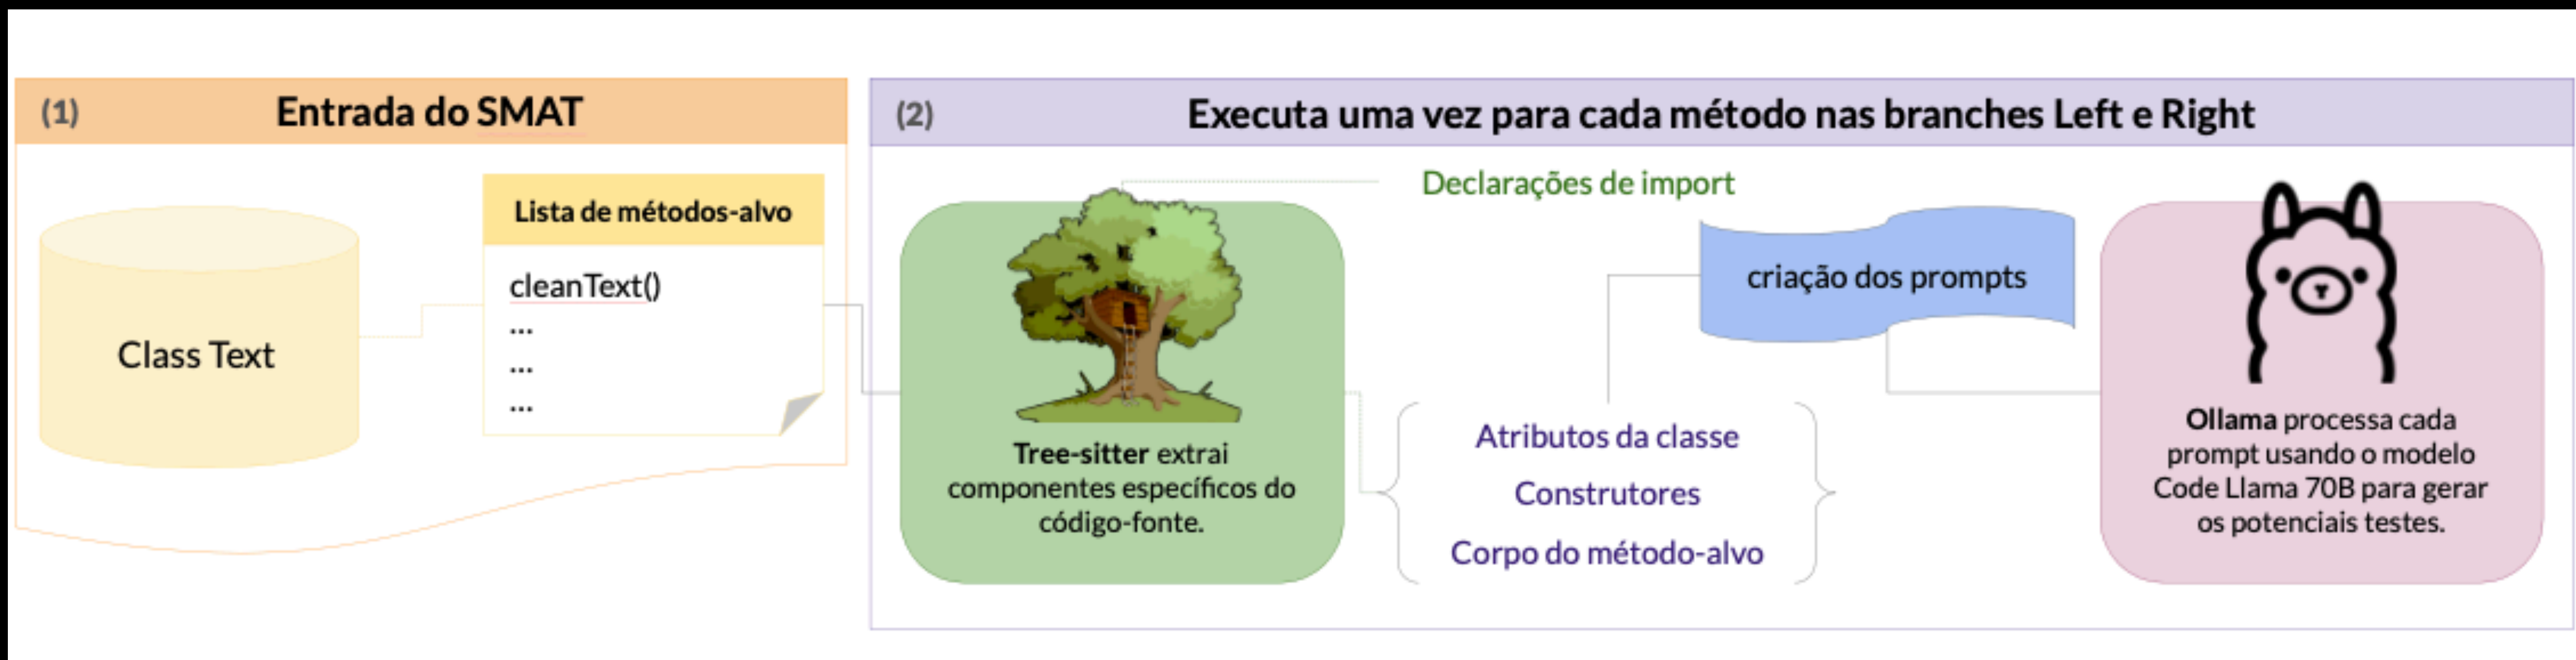 (1)
Entrada do SMAT
Class Text
Lista de métodos-alvo
cleanText()
...
...
...
(2)
Executa uma vez para cada método nas branches Left e Right
Tree-sitter extrai
componentes específicos do
código-fonte.
Declarações de import
Atributos da classe
Construtores
Corpo do método-alvo
criação dos prompts
Ollama processa cada
prompt usando o modelo
Code Llama 70B para gerar
os potenciais testes.